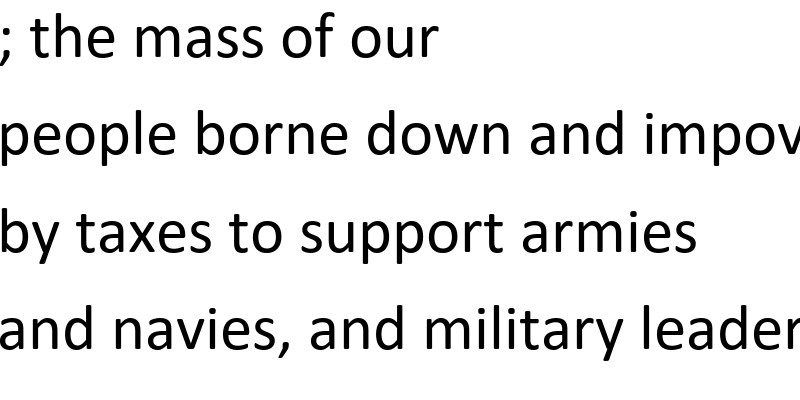 ; the mass of our
people borne down and impov
by taxes to support armies
and navies, and military leader